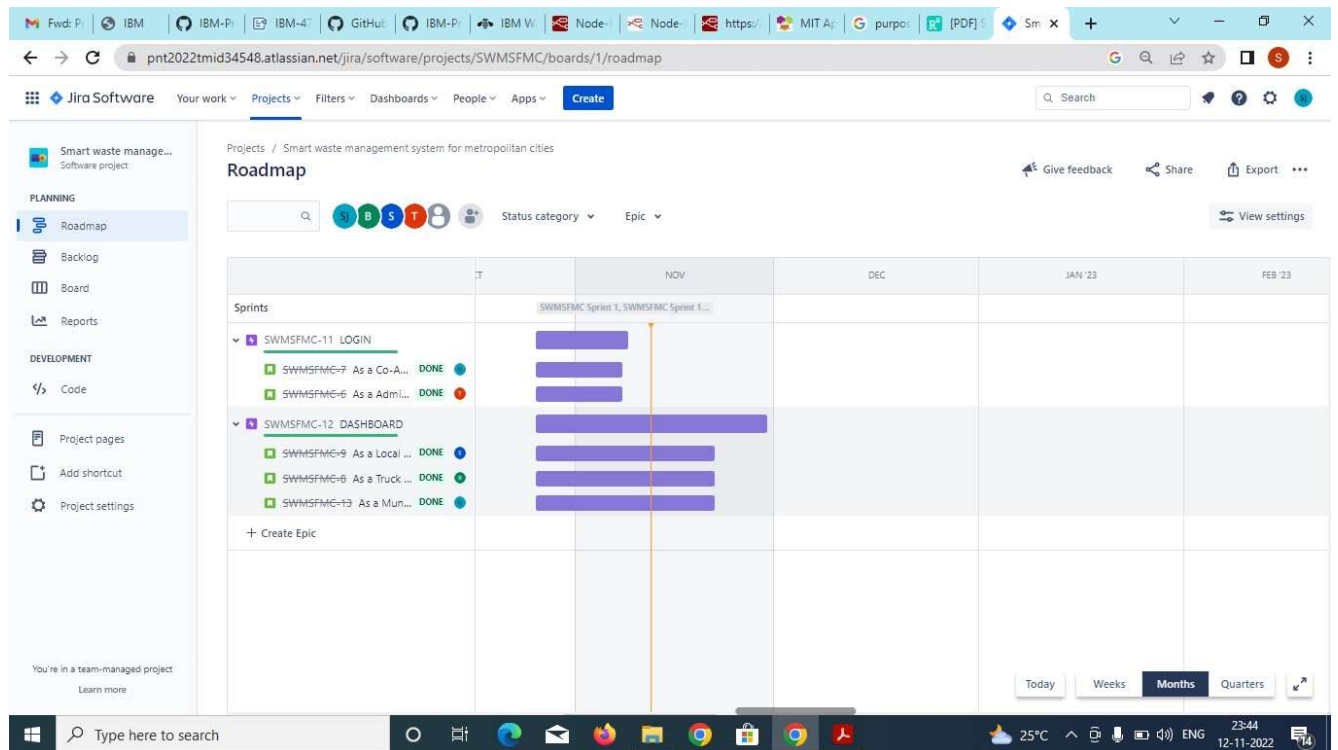 Fwd: P
IBM
IBM-Pr
IBM-47
GitHub
IBM-Pr
IBM W
Node-
Node-
https:/
MIT Ap
purpos
[PDF] S
Sm
pnt2022tmid34548.atlassian.net/jira/software/projects/SWMSFMC/boards/1/roadmap
S
Jira Software
Your work
Projects
Filters
Dashboards
People
Apps
Create
Search
SJ
Smart waste manage...
Software project
PLANNING
Roadmap
Backlog
Board
Reports
DEVELOPMENT
Code
Project pages
Add shortcut
Project settings
You're in a team-managed project
Learn more
Projects / Smart waste management system for metropolitan cities
Roadmap
Give feedback
Share
Export
SJ B S T
Status category
Epic
View settings
CT
NOV
DEC
JAN '23
FEB '23
Sprints
SWMSFMC Sprint 1, SWMSFMC Sprint 1...
SWMSFMC-11 LOGIN
SWMSFMC-7 As a Co-A... DONE
SWMSFMC-6 As a Admi... DONE
SWMSFMC-12 DASHBOARD
SWMSFMC-9 As a Local ... DONE
SWMSFMC-8 As a Truck ... DONE
SWMSFMC-13 As a Mun... DONE
+ Create Epic
Today
Weeks
Months
Quarters
Type here to search
25°C
ENG
23:44
12-11-2022
14